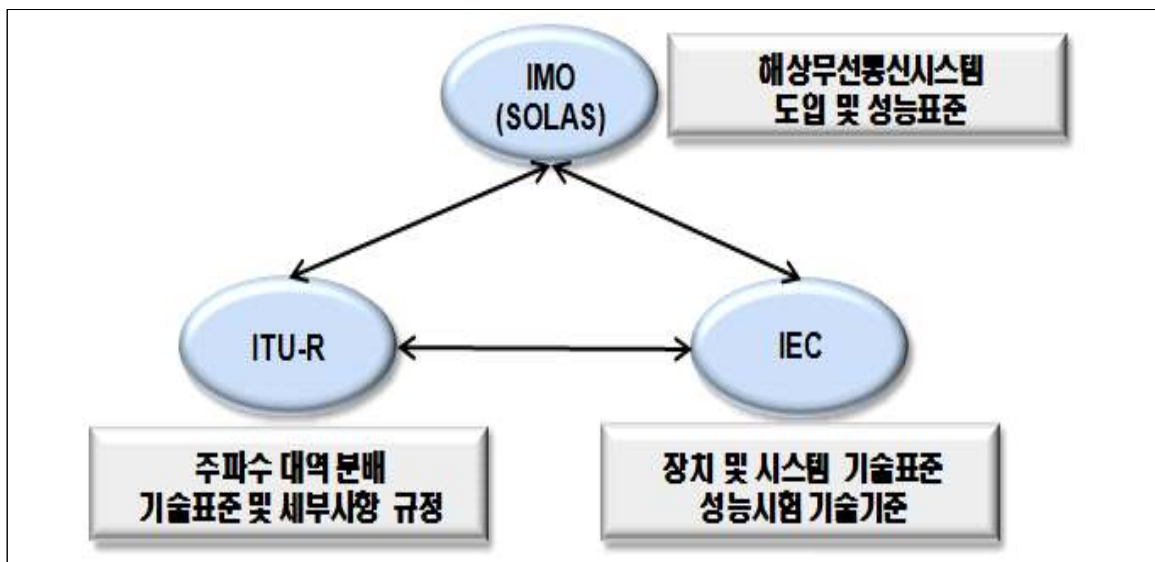 IMO
(SOLAS)
해상무선통신시스템
도입 및 성능표준
ITU-R
IEC
주파수 대역 분배
기술표준 및 세부사항 규정
장치 및 시스템 기술표준
성능시험 기술기준